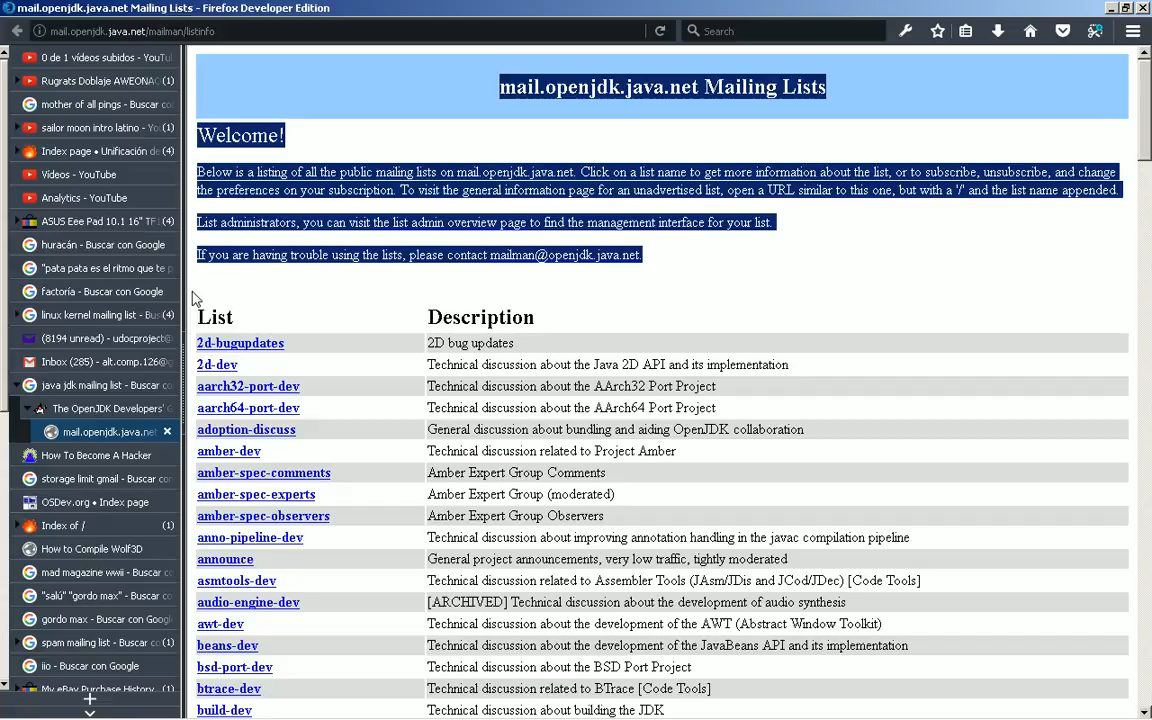 mail.openjdk.java.net Mailing Lists - Firefox Developer Edition
mail.openjdk.java.net/mailman/listinfo
Search
0 de 1 vídeos subidos - YouTu
Rugrats Doblaje AWEONAC (1)
mother of all pings - Buscar co
sailor moon intro latino - Yo (1)
Index page • Unificación de (4)
Vídeos - YouTube
Analytics - YouTube
ASUS Eee Pad 10.1 16" TF1 (4)
huracán - Buscar con Google
"pata pata es el ritmo que te p
factoría - Buscar con Google
linux kernel mailing list - Bus (4)
(8194 unread) - udocproject@
Inbox (285) - alt.comp.126@g
java jdk mailing list - Buscar co
The OpenJDK Developers' G
mail.openjdk.java.net
How To Become A Hacker
storage limit gmail - Buscar co
OSDev.org • Index page
Index of / (1)
How to Compile Wolf3D
mad magazine wwii - Buscar co
"salú" "gordo max" - Buscar co
gordo max - Buscar con Google
spam mailing list - Buscar c (1)
iio - Buscar con Google
My eBay Purchase History
mail.openjdk.java.net Mailing Lists
Welcome!
Below is a listing of all the public mailing lists on mail.openjdk.java.net. Click on a list name to get more information about the list, or to subscribe, unsubscribe, and change
the preferences on your subscription. To visit the general information page for an unadvertised list, open a URL similar to this one, but with a '/' and the list name appended.
List administrators, you can visit the list admin overview page to find the management interface for your list.
If you are having trouble using the lists, please contact mailman@openjdk.java.net.
List Description
2d-bugupdates 2D bug updates
2d-dev Technical discussion about the Java 2D API and its implementation
aarch32-port-dev Technical discussion about the AArch32 Port Project
aarch64-port-dev Technical discussion about the AArch64 Port Project
adoption-discuss General discussion about bundling and aiding OpenJDK collaboration
amber-dev Technical discussion related to Project Amber
amber-spec-comments Amber Expert Group Comments
amber-spec-experts Amber Expert Group (moderated)
amber-spec-observers Amber Expert Group Observers
anno-pipeline-dev Technical discussion about improving annotation handling in the javac compilation pipeline
announce General project announcements, very low traffic, tightly moderated
asmtools-dev Technical discussion related to Assembler Tools (JAsm/JDis and JCod/JDec) [Code Tools]
audio-engine-dev [ARCHIVED] Technical discussion about the development of audio synthesis
awt-dev Technical discussion about the development of the AWT (Abstract Window Toolkit)
beans-dev Technical discussion about the development of the JavaBeans API and its implementation
bsd-port-dev Technical discussion about the BSD Port Project
btrace-dev Technical discussion related to BTrace [Code Tools]
build-dev Technical discussion about building the JDK